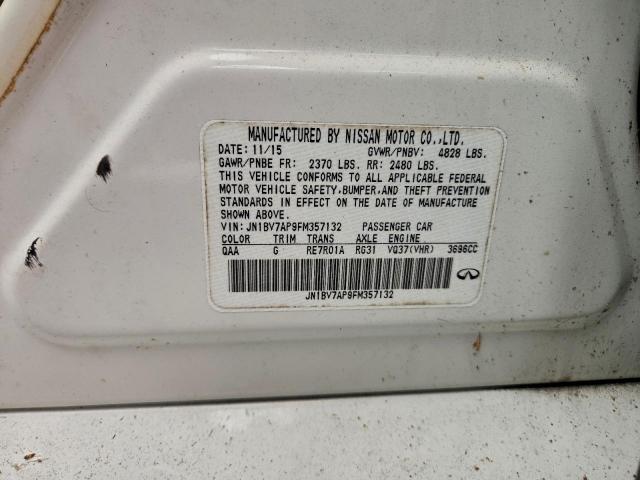 MANUFACTURED BY NISSAN MOTOR CO.,LTD.
DATE: 11/15 GVWR/PNBV: 4828 LBS.
GAWR/PNBE FR: 2370 LBS. RR: 2480 LBS.
THIS VEHICLE CONFORMS TO ALL APPLICABLE FEDERAL
MOTOR VEHICLE SAFETY,BUMPER,AND THEFT PREVENTION
STANDARDS IN EFFECT ON THE DATE OF MANUFACTURE
SHOWN ABOVE.
VIN: JN1BV7AP9FM357132 PASSENGER CAR
COLOR TRIM TRANS AXLE ENGINE
QAA G RE7R01A RG31 VQ37(VHR) 3696CC
JN1BV7AP9FM357132